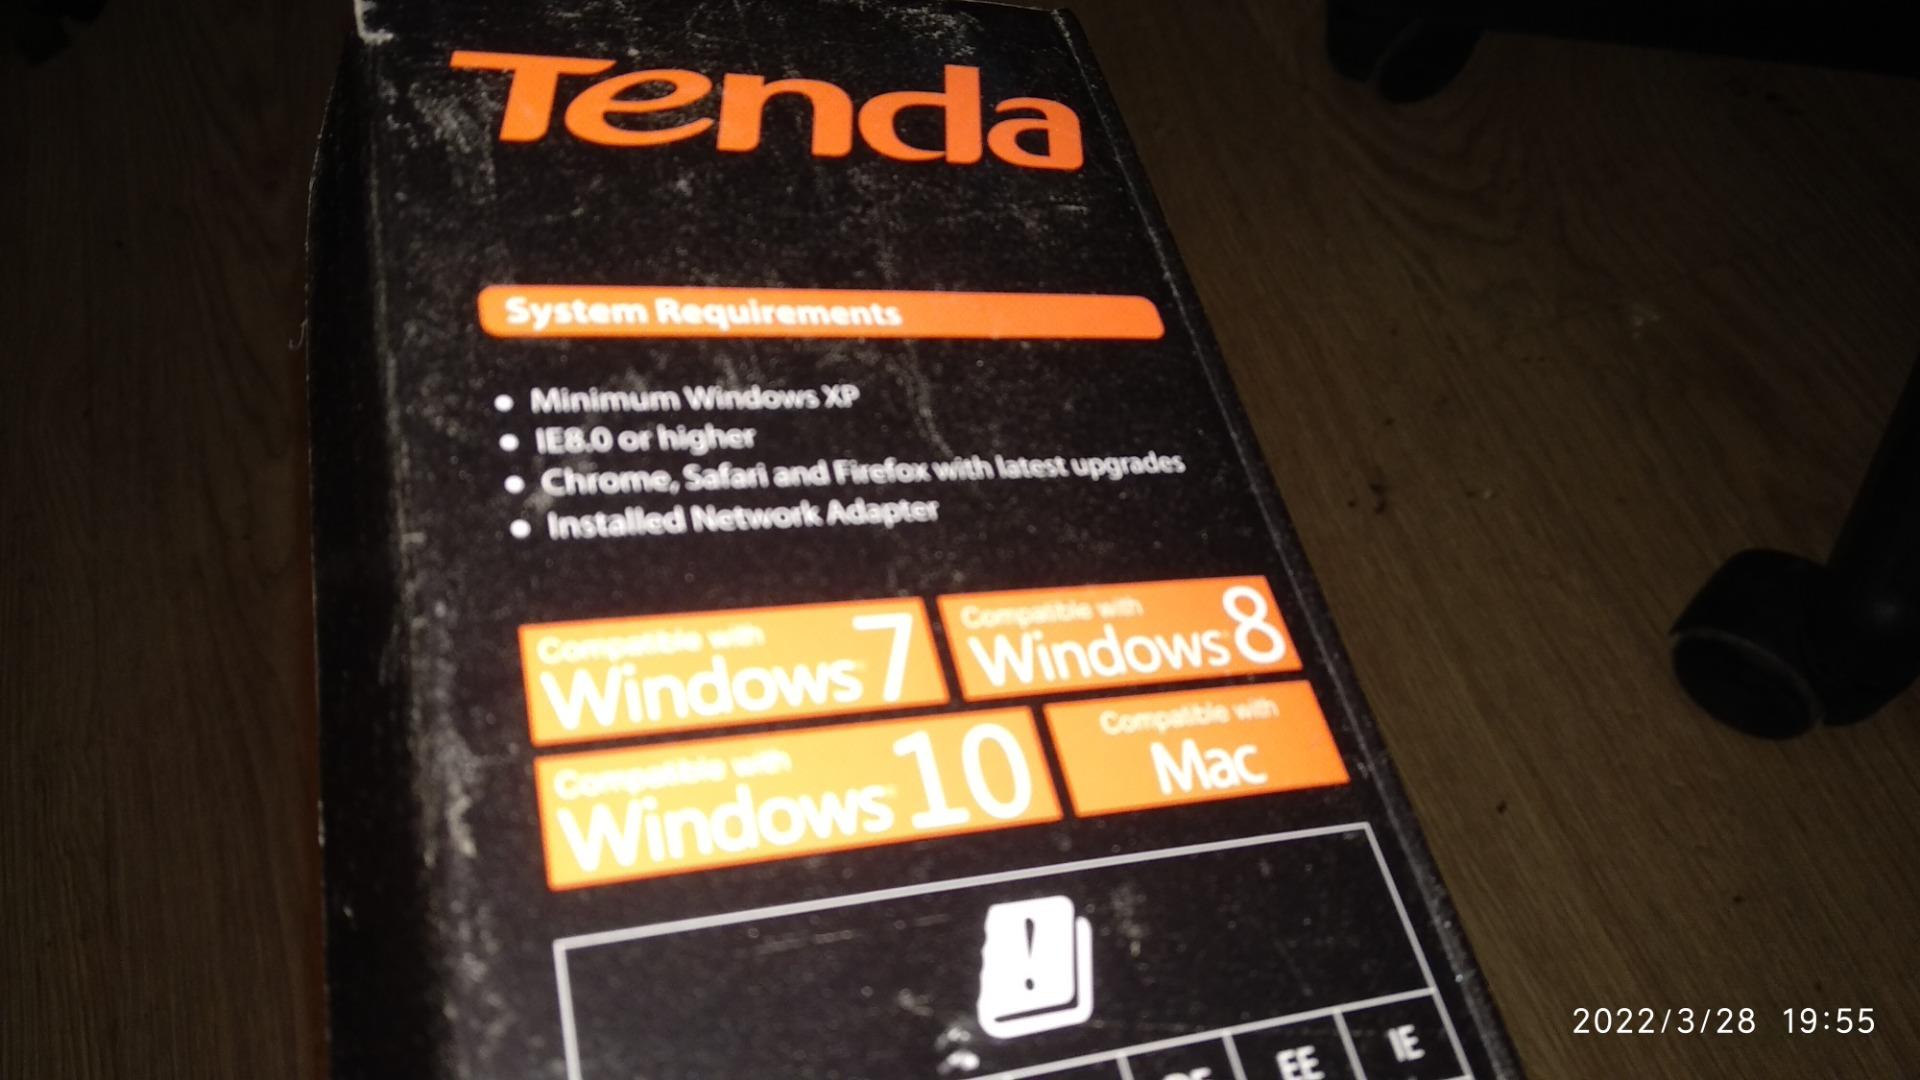 Tenda
System Requirements
• Minimum Windows XP
• IE8.0 or higher
• Chrome, Safari and Firefox with latest upgrades
• Installed Network Adapter
Compatible with
Windows 7
Compatible with
Windows 8
Compatible with
Windows 10
Compatible with
Mac
!
EE
IE
2022/3/28 19:55